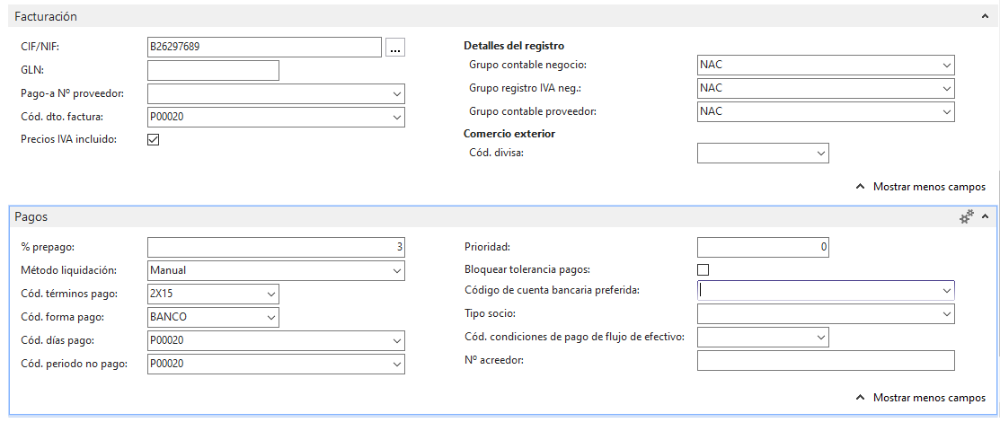 Facturación
CIF/NIF: B26297689 ...
GLN:
Pago-a Nº proveedor:
Cód. dto. factura: P00020
Precios IVA incluido:
Detalles del registro
Grupo contable negocio: NAC
Grupo registro IVA neg.: NAC
Grupo contable proveedor: NAC
Comercio exterior
Cód. divisa:
Mostrar menos campos
Pagos
% prepago: 3
Método liquidación: Manual
Cód. términos pago: 2X15
Cód. forma pago: BANCO
Cód. días pago: P00020
Cód. periodo no pago: P00020
Prioridad: 0
Bloquear tolerancia pagos:
Código de cuenta bancaria preferida:
Tipo socio:
Cód. condiciones de pago de flujo de efectivo:
Nº acreedor:
Mostrar menos campos